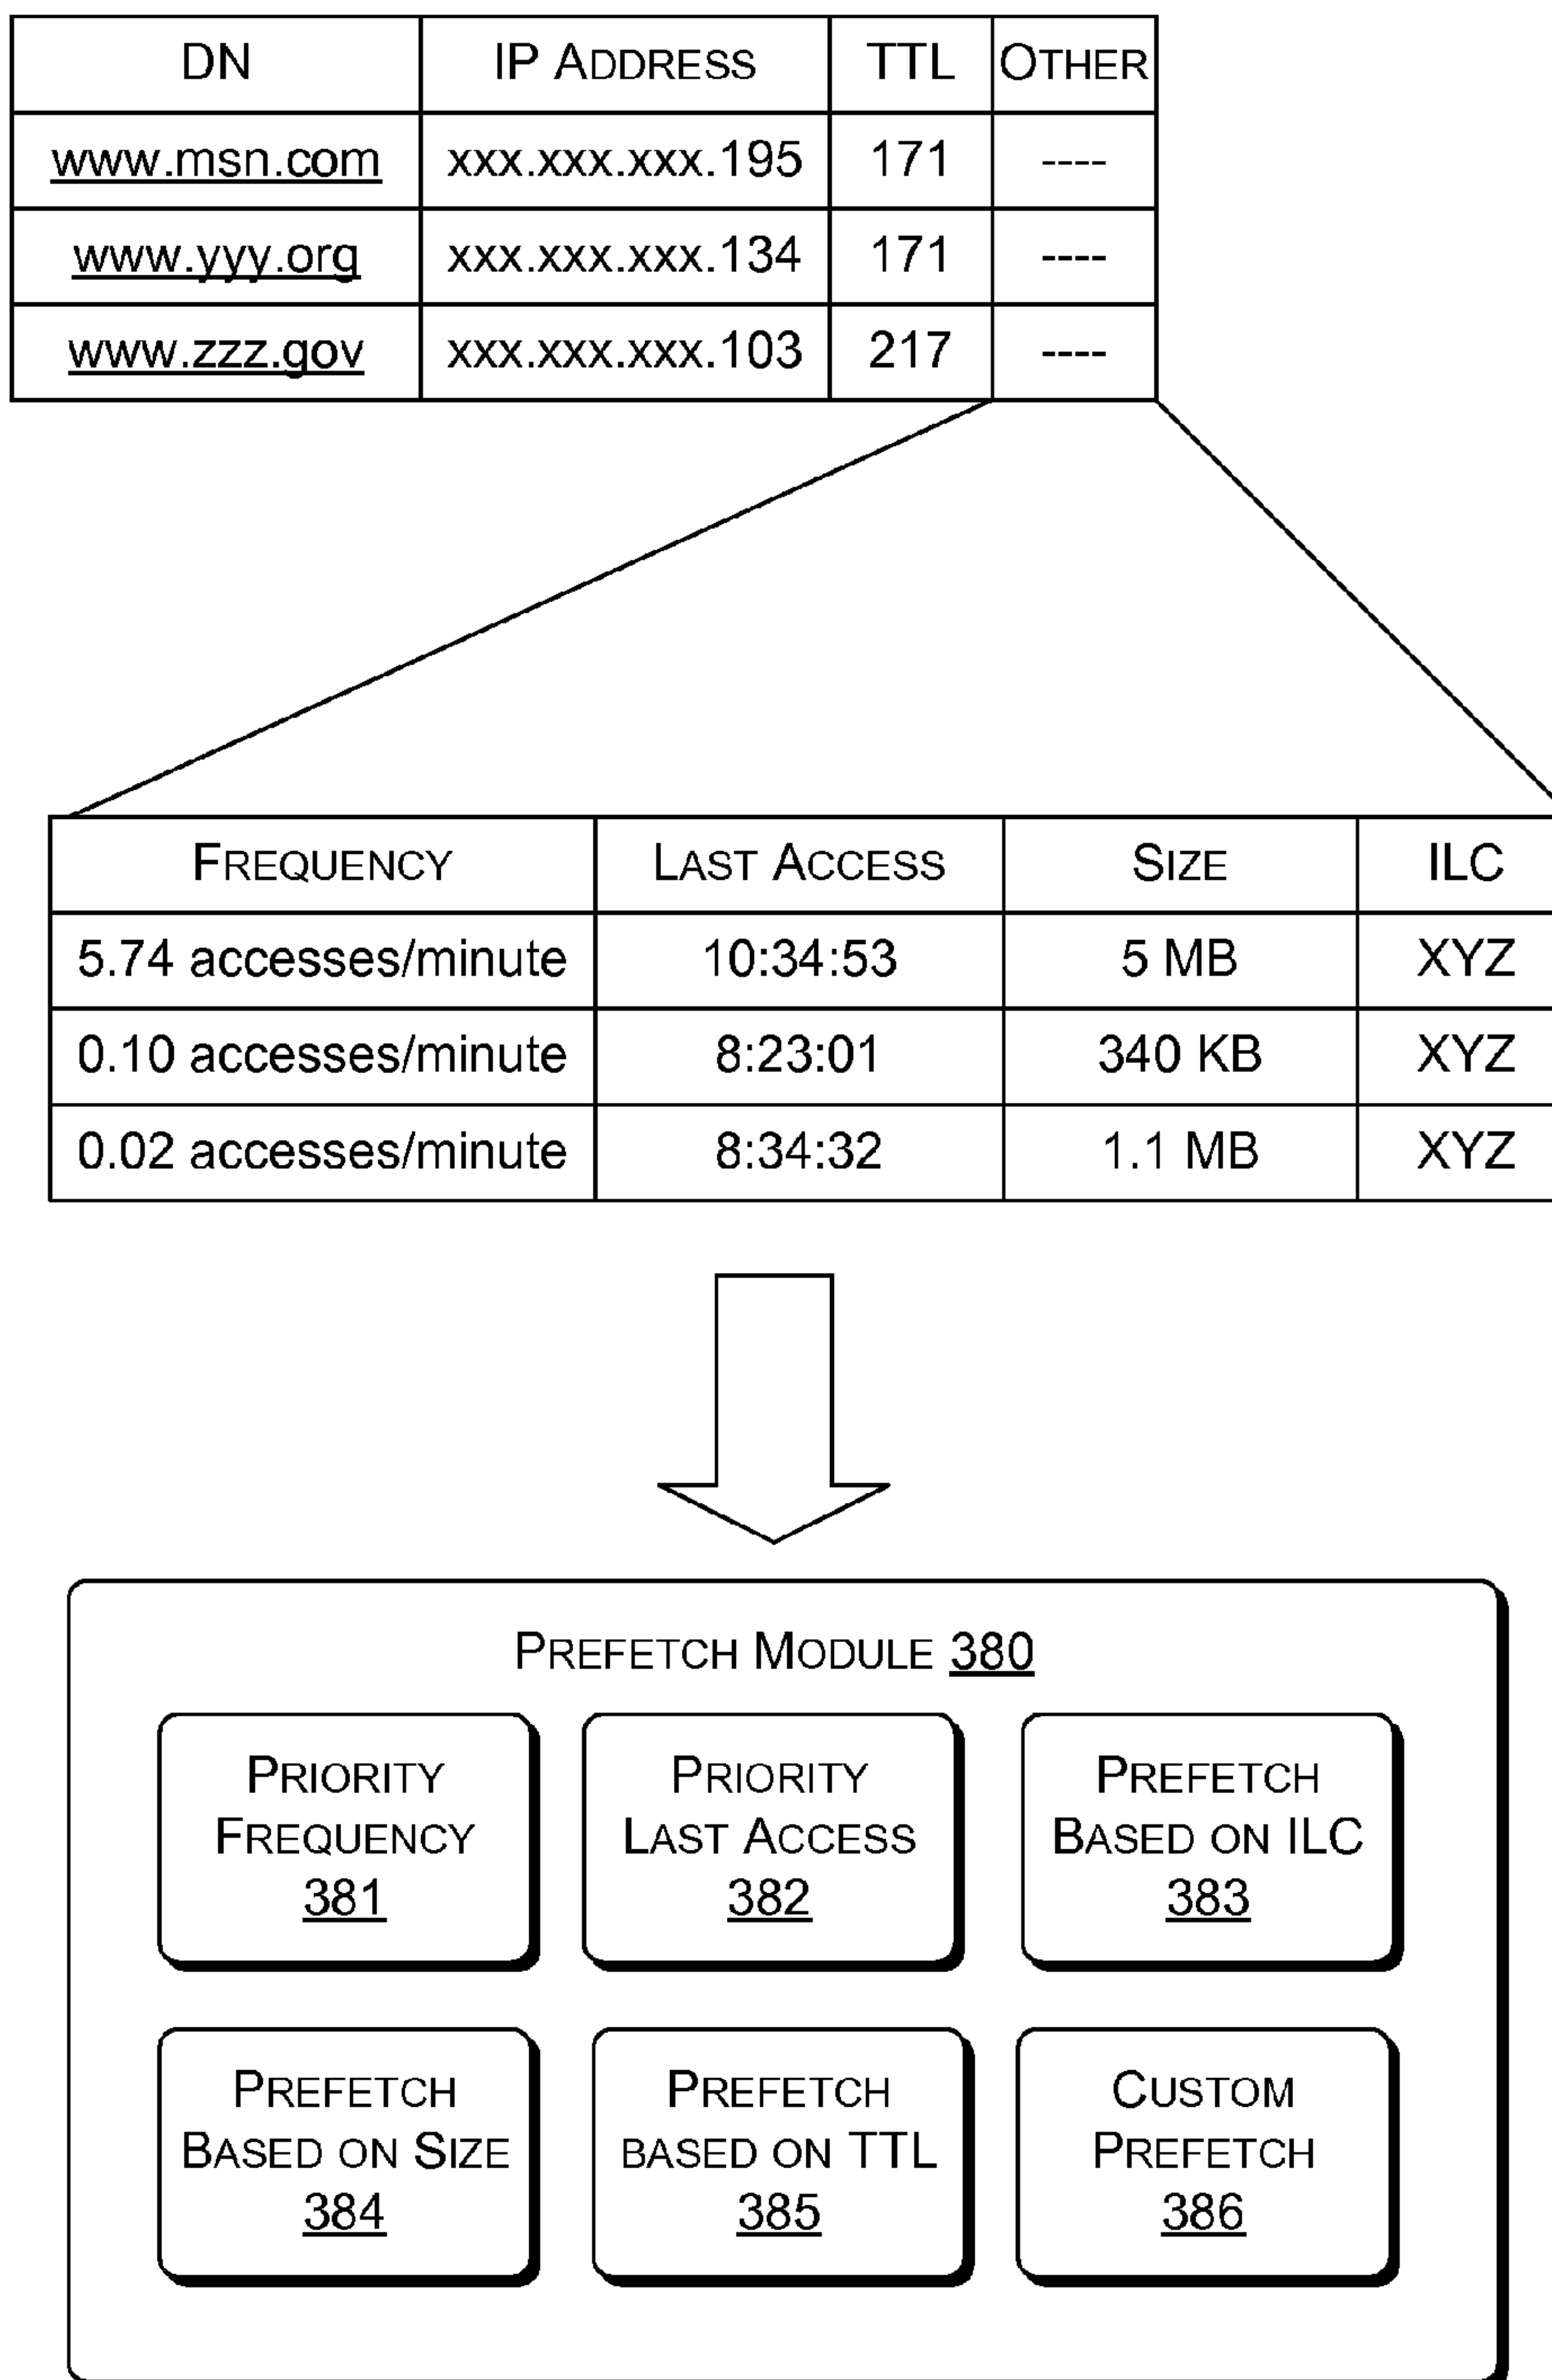 DN IP ADDRESS TTL OTHER
www.msn.com xxx.xxx.xxx.195 171 ----
www.yyy.org xxx.xxx.xxx.134 171 ----
www.zzz.gov xxx.xxx.xxx.103 217 ----
FREQUENCY LAST ACCESS SIZE ILC
5.74 accesses/minute 10:34:53 5 MB XYZ
0.10 accesses/minute 8:23:01 340 KB XYZ
0.02 accesses/minute 8:34:32 1.1 MB XYZ
PREFETCH MODULE 380
PRIORITY
FREQUENCY
381
PRIORITY
LAST ACCESS
382
PREFETCH
BASED ON ILC
383
PREFETCH
BASED ON SIZE
384
PREFETCH
BASED ON TTL
385
CUSTOM
PREFETCH
386